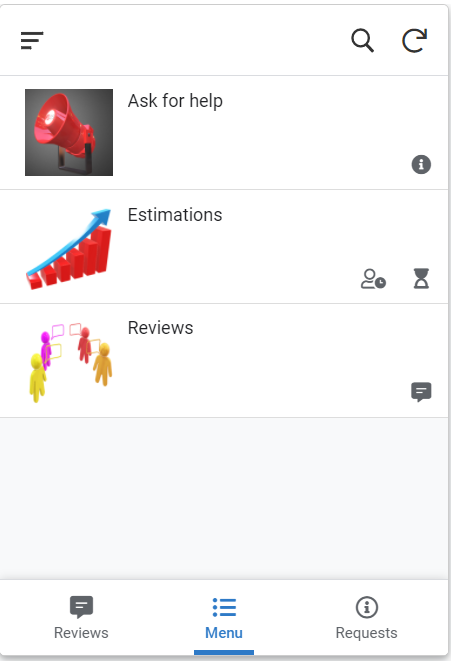 Ask for help
Estimations
Reviews
Reviews
Menu
Requests